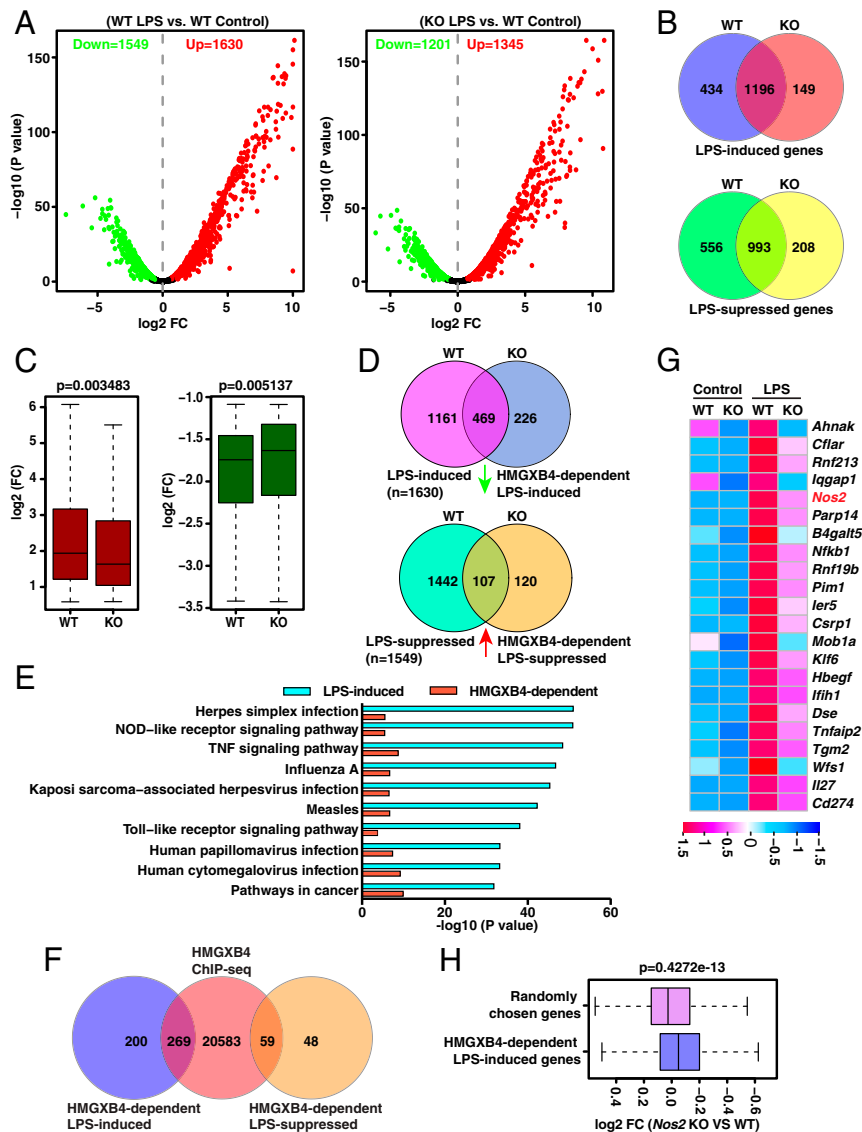 A
(WT LPS vs. WT Control)
Down=1549 Up=1630
150
100
50
0
−log10 (P value)
−5 0 5 10
log2 FC
(KO LPS vs. WT Control)
Down=1201 Up=1345
150
100
50
0
−log10 (P value)
−5 0 5 10
log2 FC
B
WT KO
434 1196 149
LPS-induced genes
WT KO
556 993 208
LPS-supressed genes
C
p=0.003483
6
5
4
3
2
1
log2 (FC)
WT KO
p=0.005137
−1.0
−1.5
−2.0
−2.5
−3.0
−3.5
log2 (FC)
WT KO
D
WT KO
1161 469 226
LPS-induced
(n=1630)
HMGXB4-dependent
LPS-induced
WT KO
1442 107 120
LPS-suppressed
(n=1549)
HMGXB4-dependent
LPS-suppressed
E
LPS-induced HMGXB4-dependent
Herpes simplex infection
NOD-like receptor signaling pathway
TNF signaling pathway
Influenza A
Kaposi sarcoma−associated herpesvirus infection
Measles
Toll−like receptor signaling pathway
Human papillomavirus infection
Human cytomegalovirus infection
Pathways in cancer
0 20 40 60
-log10 (P value)
F
HMGXB4
ChIP-seq
200 269 20583 59 48
HMGXB4-dependent
LPS-induced
HMGXB4-dependent
LPS-suppressed
G
Control LPS
WT KO WT KO
Ahnak
Cflar
Rnf213
Iqgap1
Nos2
Parp14
B4galt5
Nfkb1
Rnf19b
Pim1
Ier5
Csrp1
Mob1a
Klf6
Hbegf
Ifih1
Dse
Tnfaip2
Tgm2
Wfs1
Il27
Cd274
1.5 1 0.5 0 -0.5 -1 -1.5
H
p=0.4272e-13
Randomly
chosen genes
HMGXB4-dependent
LPS-induced genes
0.4 0.2 0.0 −0.2 −0.4 −0.6
log2 FC (Nos2 KO VS WT)